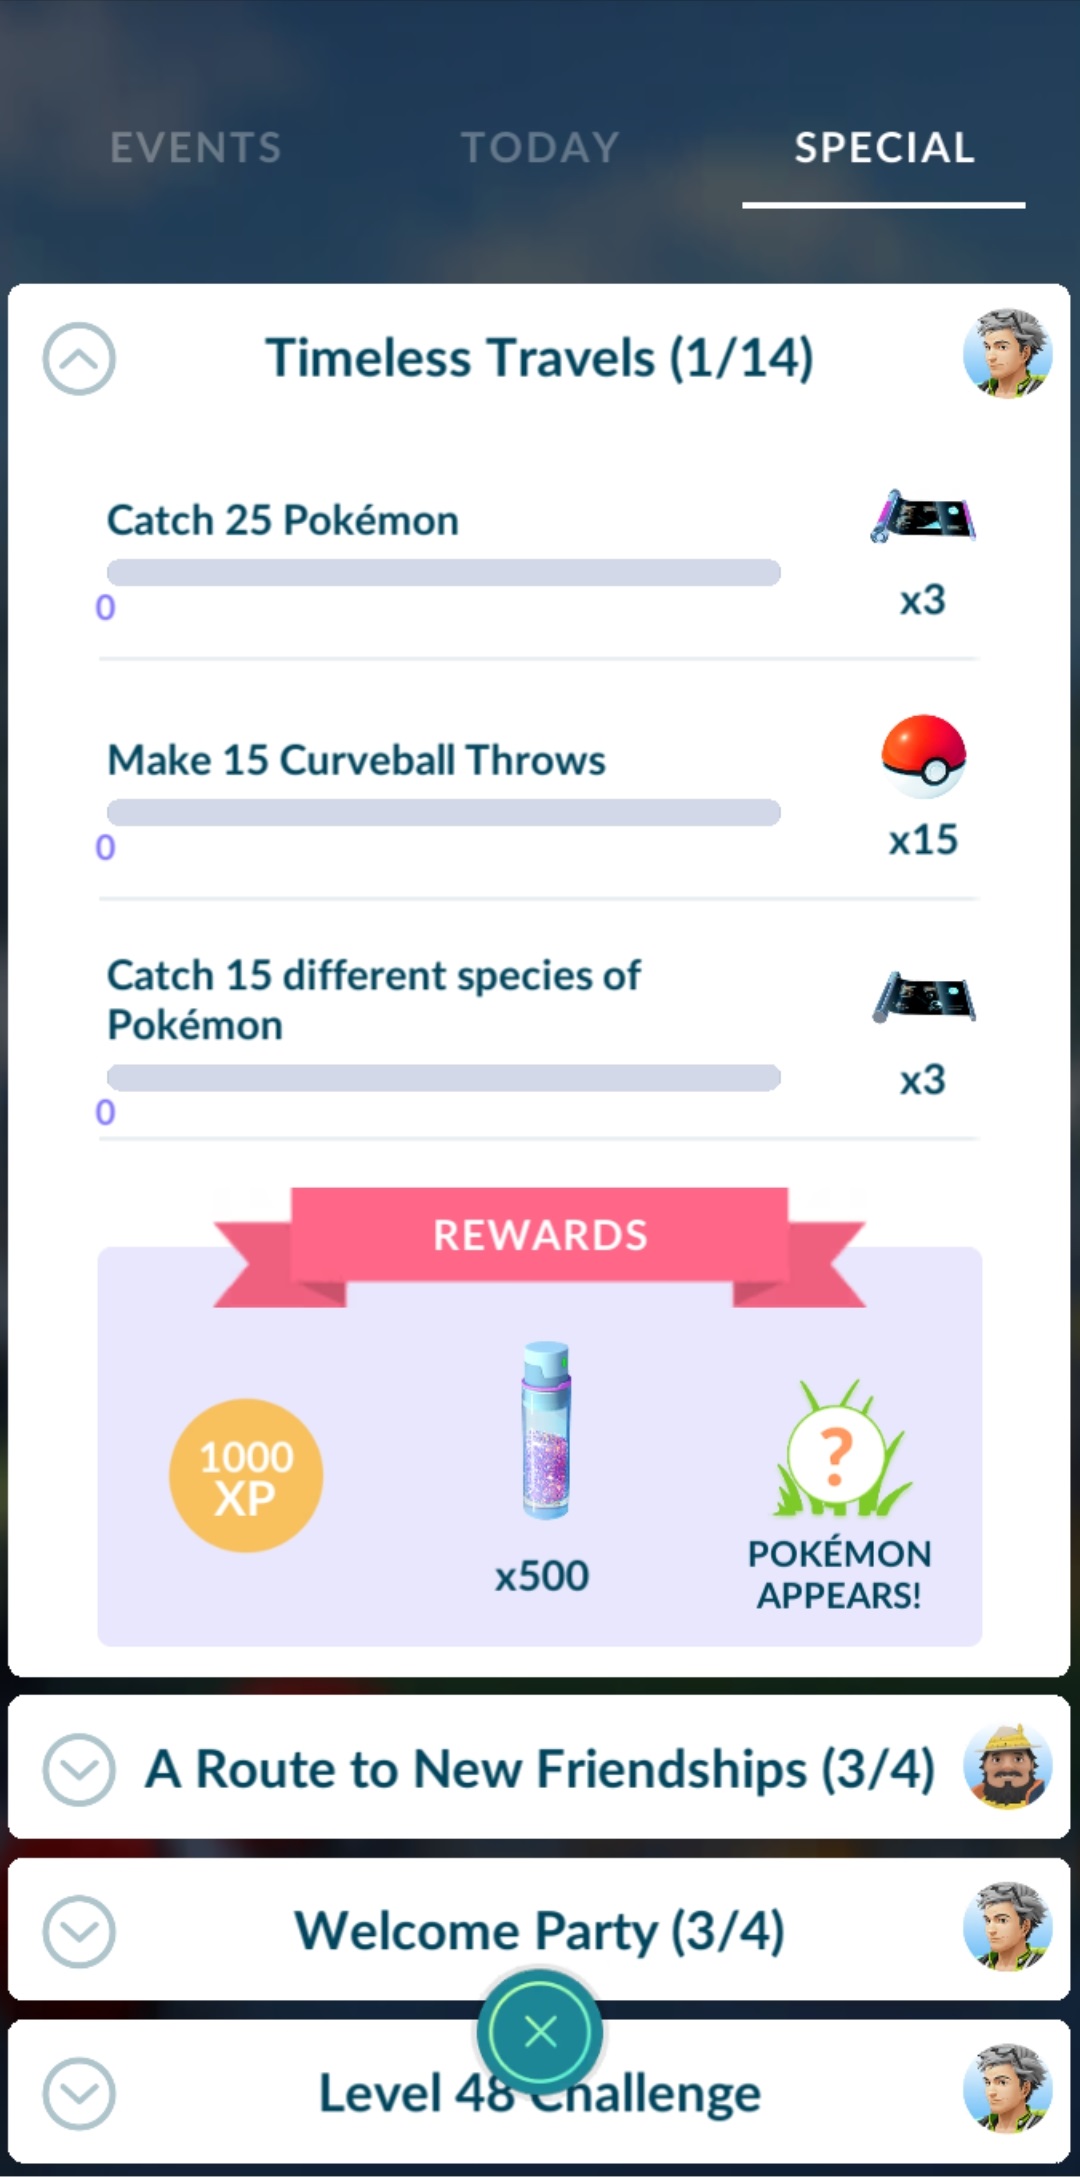 EVENTS TODAY SPECIAL
Timeless Travels (1/14)
Catch 25 Pokémon
0
x3
Make 15 Curveball Throws
0
x15
Catch 15 different species of
Pokémon
0
x3
REWARDS
1000
XP
x500
?
POKÉMON
APPEARS!
A Route to New Friendships (3/4)
Welcome Party (3/4)
Level 48 Challenge